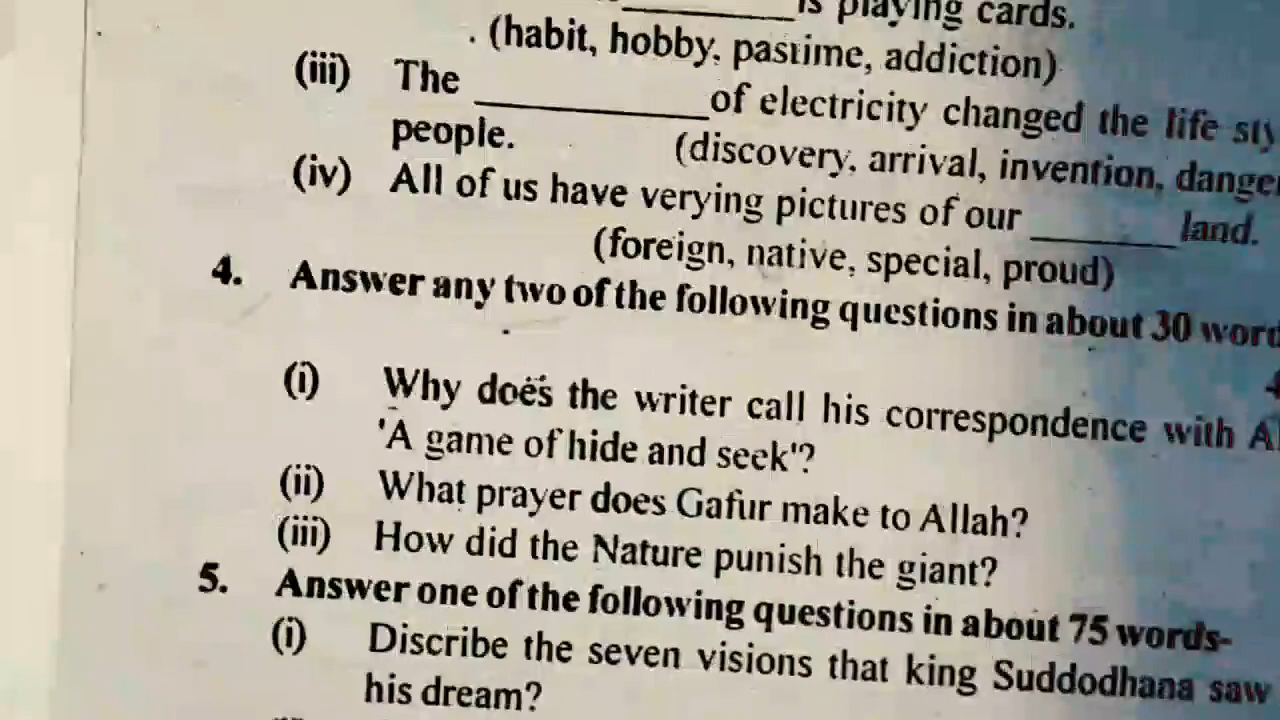 is playing cards.
. (habit, hobby, pastime, addiction)
(iii) The ________ of electricity changed the life
people. (discovery, arrival, invention,
(iv) All of us have verying pictures of our ______ land.
(foreign, native, special, proud)
4. Answer any two of the following questions in about 30
(i) Why does the writer call his correspondence with
'A game of hide and seek'?
(ii) What prayer does Gafur make to Allah?
(iii) How did the Nature punish the giant?
5. Answer one of the following questions in about 75 words-
(i) Discribe the seven visions that king Suddodhana saw
his dream?